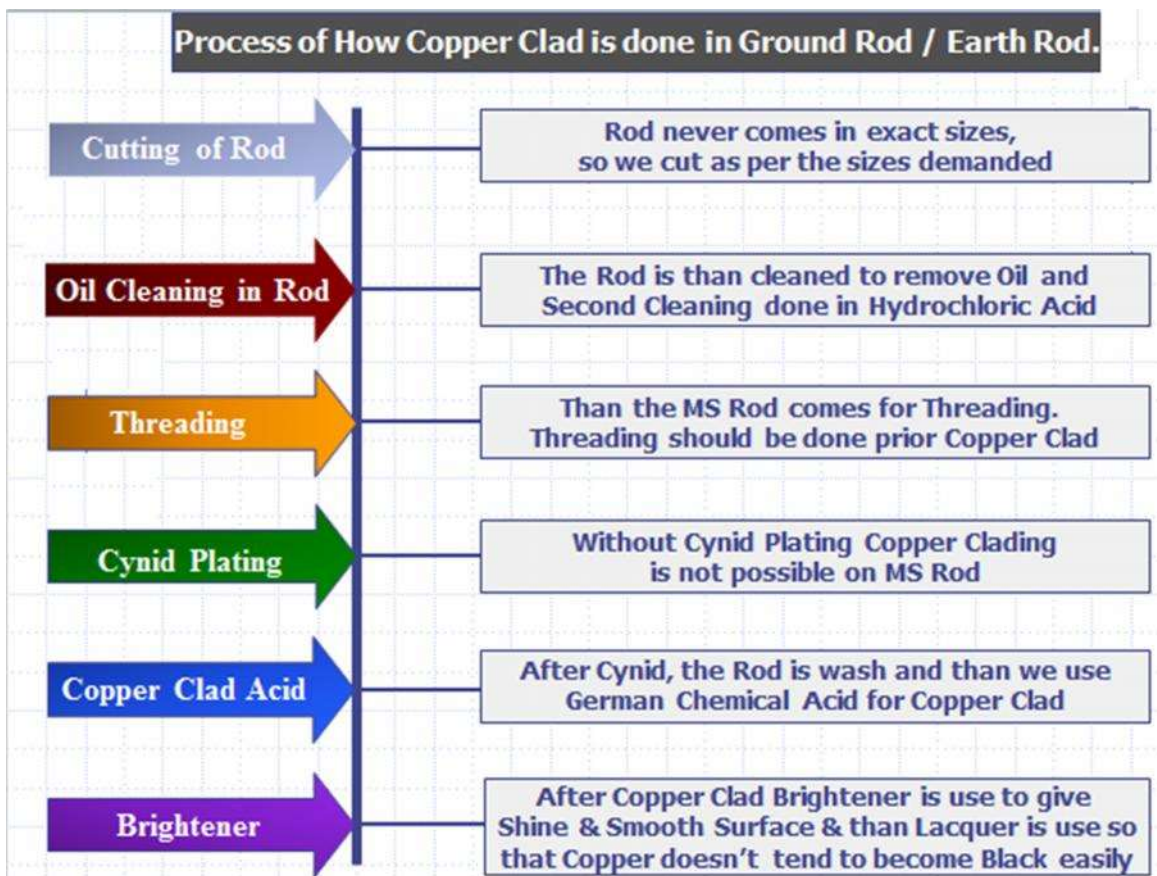 Process of How Copper Clad is done in Ground Rod / Earth Rod.
Cutting of Rod
Rod never comes in exact sizes,
so we cut as per the sizes demanded
Oil Cleaning in Rod
The Rod is than cleaned to remove Oil and
Second Cleaning done in Hydrochloric Acid
Threading
Than the MS Rod comes for Threading.
Threading should be done prior Copper Clad
Cynid Plating
Without Cynid Plating Copper Clading
is not possible on MS Rod
Copper Clad Acid
After Cynid, the Rod is wash and than we use
German Chemical Acid for Copper Clad
Brightener
After Copper Clad Brightener is use to give
Shine & Smooth Surface & than Lacquer is use so
that Copper doesn't tend to become Black easily